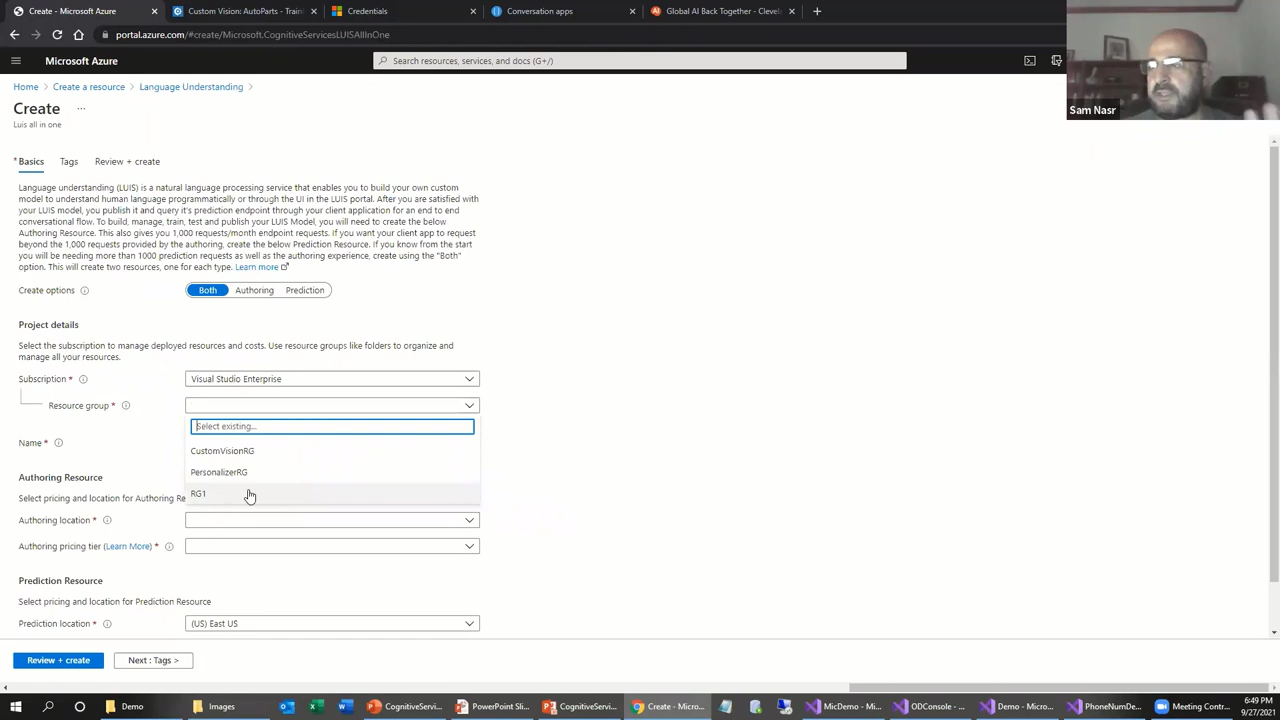 Create - Microsoft Azure
Custom Vision: AutoParts - Traini
Credentials
Conversation apps
Global AI Back Together - Clevela
portal.azure.com/#create/Microsoft.CognitiveServicesLUISAllInOne
Microsoft Azure
Search resources, services, and docs (G+/)
Sam Nasr
Home > Create a resource > Language Understanding >
Create ...
Luis all in one
* Basics Tags Review + create
Language understanding (LUIS) is a natural language processing service that enables you to build your own custom
model to understand human language programmatically or through the UI in the LUIS portal. After you are satisfied
with your LUIS model, you publish it and query it's prediction endpoint through your client application for an end to end
conversational flow. To build, manage, train, test and publish your LUIS Model, you will need to create the below
Authoring Resource. This also gives you 1,000 requests/month endpoint requests. If you want your client app to request
beyond the 1,000 requests provided by the authoring, create the below Prediction Resource. If you know from the start
you will be needing more than 1000 prediction requests as well as the authoring experience, create using the "Both"
option. This will create two resources, one for each type. Learn more
Create options Both Authoring Prediction
Project details
Select the subscription to manage deployed resources and costs. Use resource groups like folders to organize and
manage all your resources.
Subscription * Visual Studio Enterprise
Resource group *
Select existing...
Name *
CustomVisionRG
PersonalizerRG
RG1
Authoring Resource
Select pricing and location for Authoring Re
Authoring location *
Authoring pricing tier (Learn More) *
Prediction Resource
Select pricing and location for Prediction Resource
Prediction location * (US) East US
Review + create Next : Tags >
Demo
Images
CognitiveServi...
PowerPoint Sli...
CognitiveServi...
Create - Micro...
MicDemo - Mi...
ODConsole - ...
Demo - Micros...
PhoneNumDe...
Meeting Contr...
6:49 PM
9/27/2021